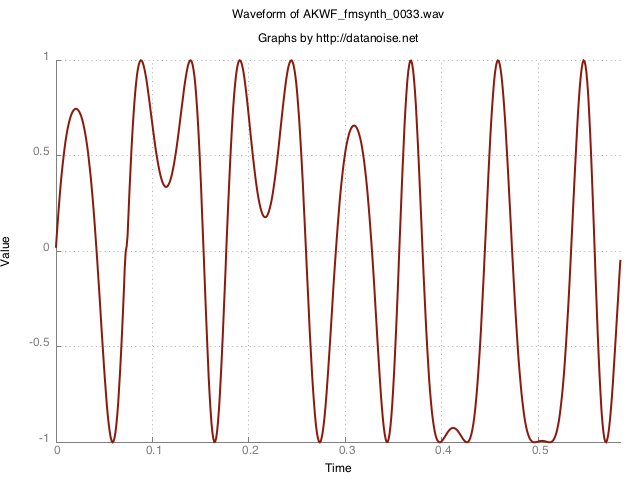 Waveform of AKWF_fmsynth_0033.wav
Graphs by http://datanoise.net
1
0.5
0
-0.5
-1
Value
0 0.1 0.2 0.3 0.4 0.5
Time